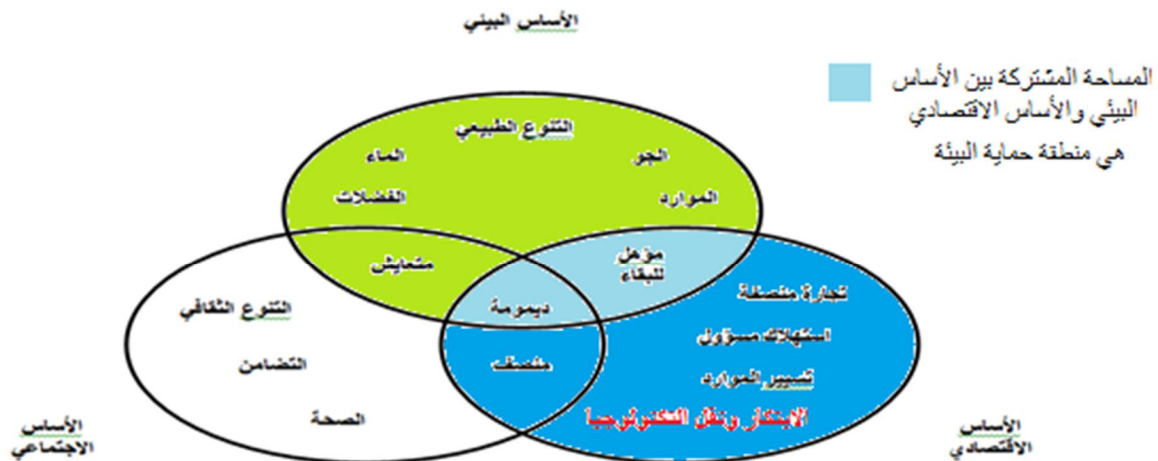 الأساس البيئي
المساحة المشتركة بين الأساس
البيئي والأساس الاقتصادي
هي منطقة حماية البيئة
التنوع الطبيعي
الجو
الماء
الموارد
الفضلات
مؤهل
للبقاء
متعايش
تجارة منصفة
ديمومة
التنوع الثقافي
استهلاك مسؤول
منصف
التضامن
تسيير الموارد
الابتكار ونقل التكنولوجيا
الصحة
الأساس
الاقتصادي
الأساس
الاجتماعي